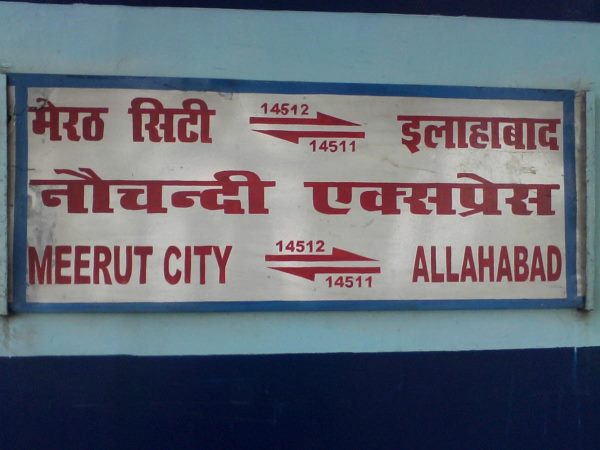 मेरठ सिटी 14512 14511 इलाहाबाद
नौचन्दी एक्सप्रेस
MEERUT CITY 14512 14511 ALLAHABAD